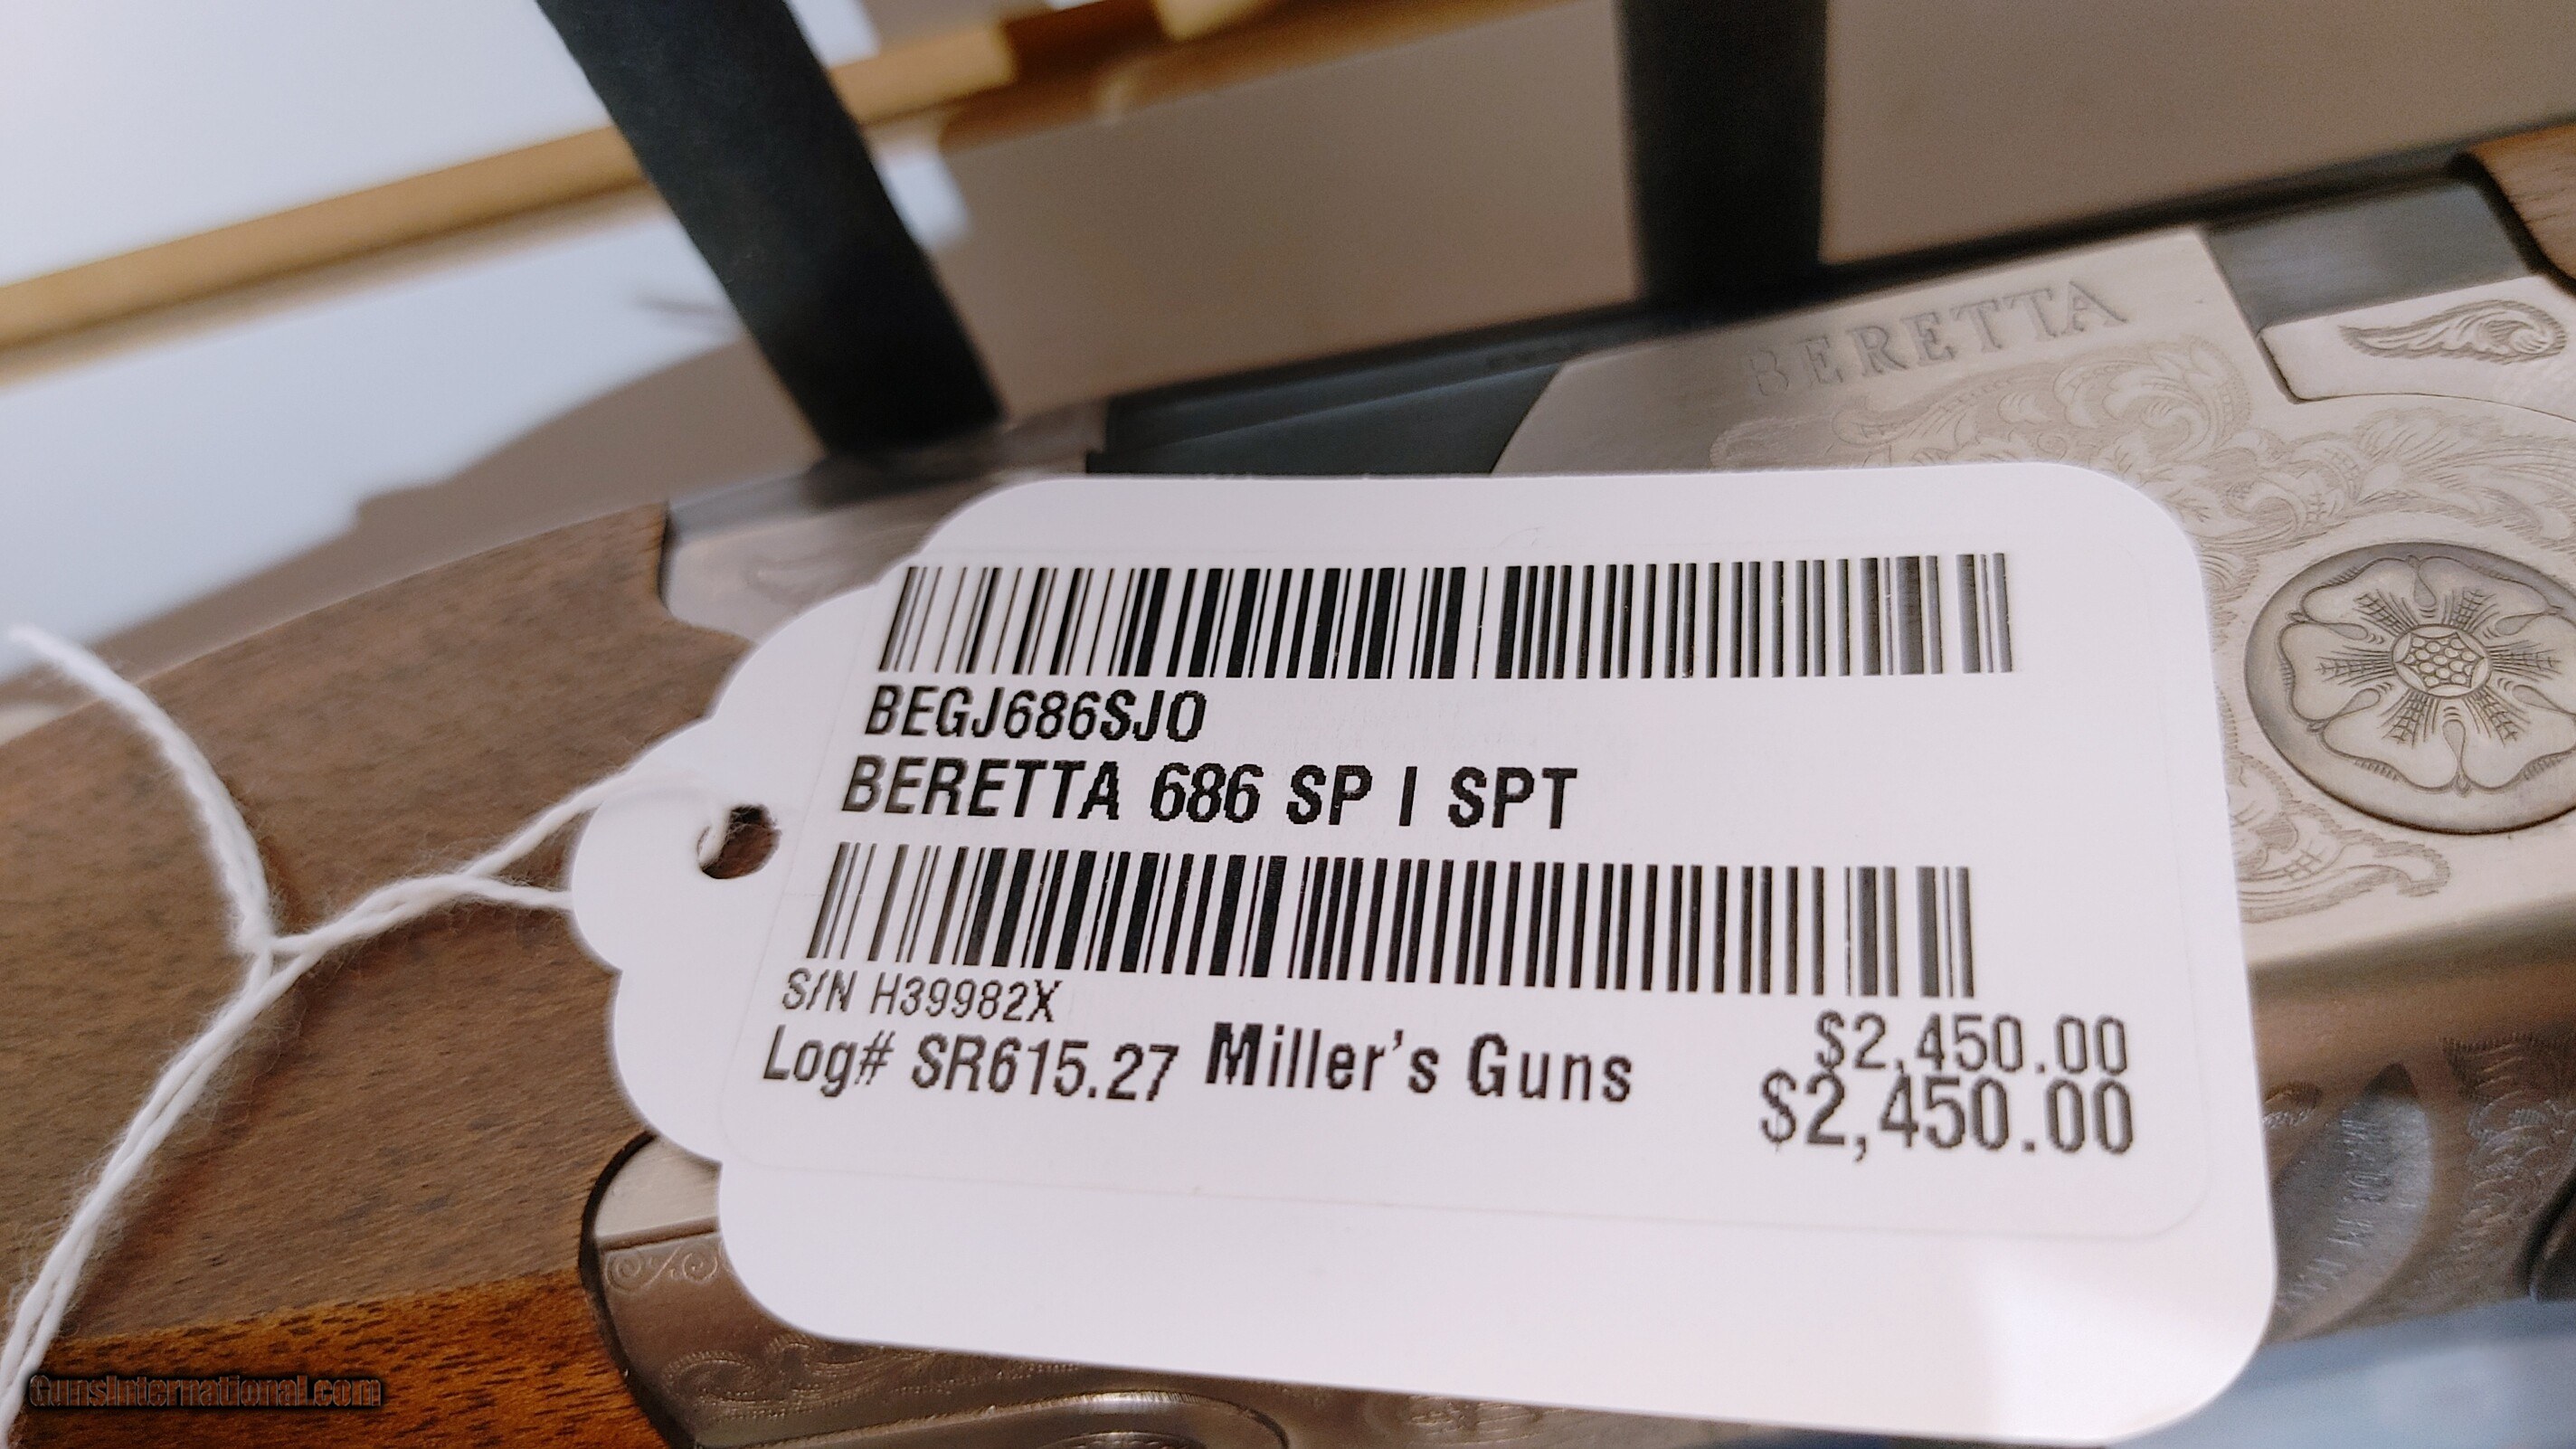 BERETTA
BEGJ686SJO
BERETTA 686 SP I SPT
S/N H39982X
Log# SR615.27 Miller's Guns
$2,450.00
$2,450.00
GunsInternational.com